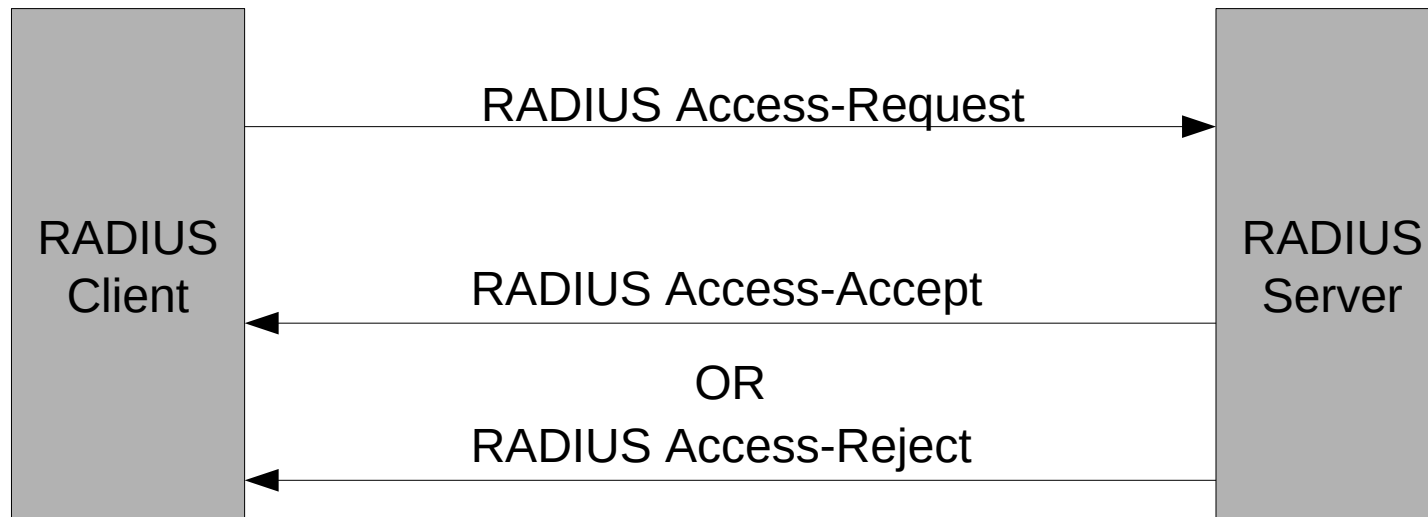 RADIUS Access-Request
RADIUS
Client
RADIUS
Server
RADIUS Access-Accept
OR
RADIUS Access-Reject